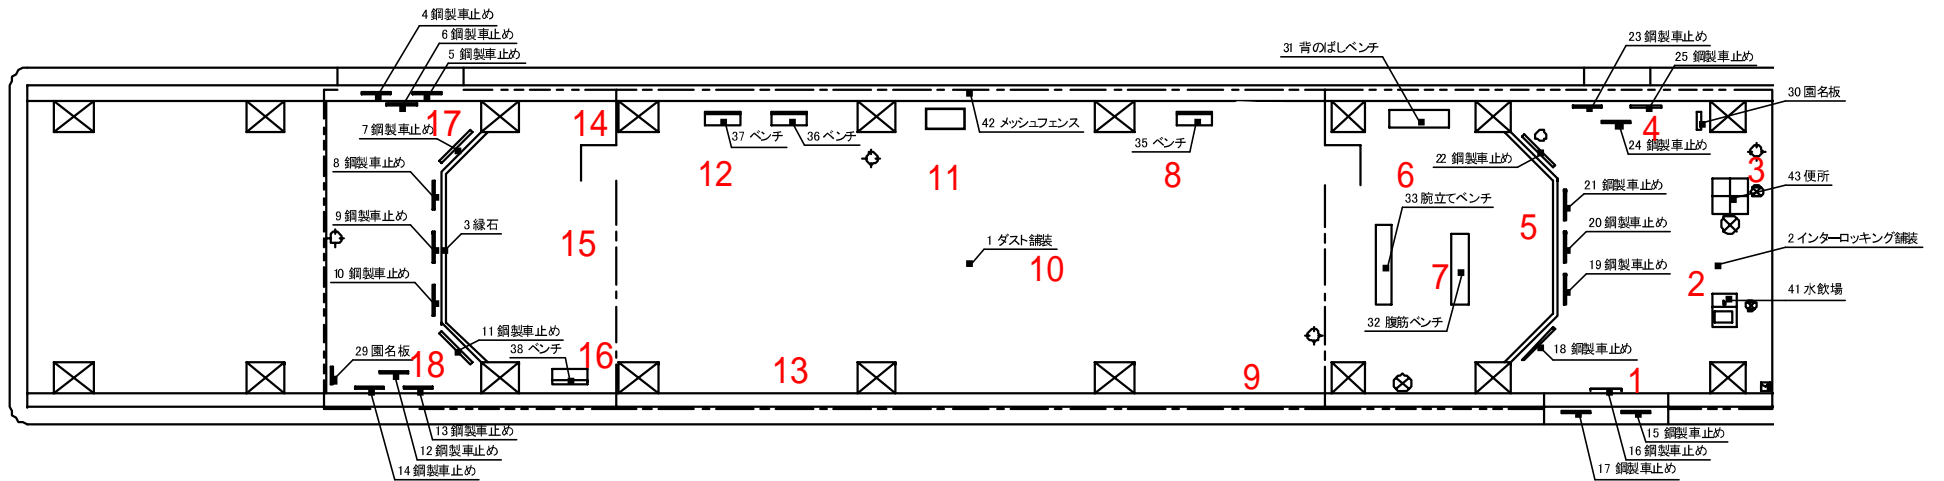 4 鋼製車止め
6 鋼製車止め
5 鋼製車止め
23 鋼製車止め
25 鋼製車止め
31 背のばしベンチ
30 園名板
17
14
7 鋼製車止め
37 ベンチ
36 ベンチ
42 メッシュフェンス
35 ベンチ
4
24 鋼製車止め
22 鋼製車止め
8 鋼製車止め
12
11
8
6
3
43 便所
21 鋼製車止め
33 腕立てベンチ
9 鋼製車止め
3 縁石
15
5
20 鋼製車止め
1 ダスト舗装
2 インターロッキング舗装
10
10 鋼製車止め
7
19 鋼製車止め
2
41 水飲場
32 腹筋ベンチ
11 鋼製車止め
38 ベンチ
16
29 園名板
18
13
9
18 鋼製車止め
1
13 鋼製車止め
12 鋼製車止め
14 鋼製車止め
15 鋼製車止め
16 鋼製車止め
17 鋼製車止め